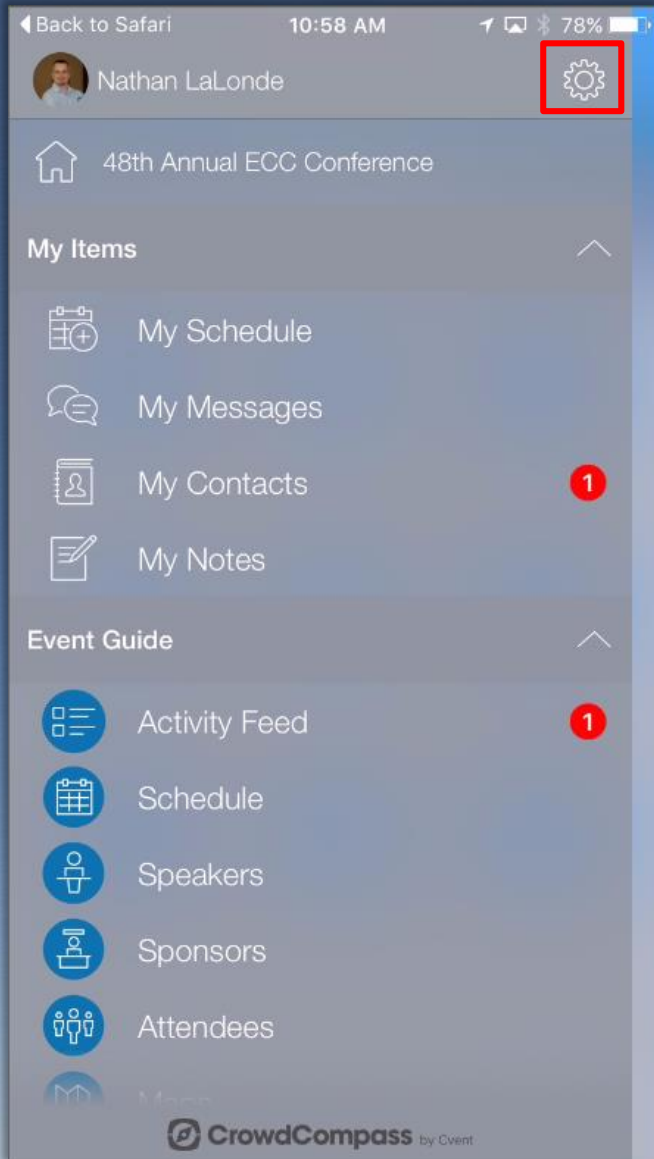 Back to Safari 10:58 AM 78%
Nathan LaLonde
48th Annual ECC Conference
My Items
My Schedule
My Messages
My Contacts 1
My Notes
Event Guide
Activity Feed 1
Schedule
Speakers
Sponsors
Attendees
Maps
CrowdCompass by Cvent